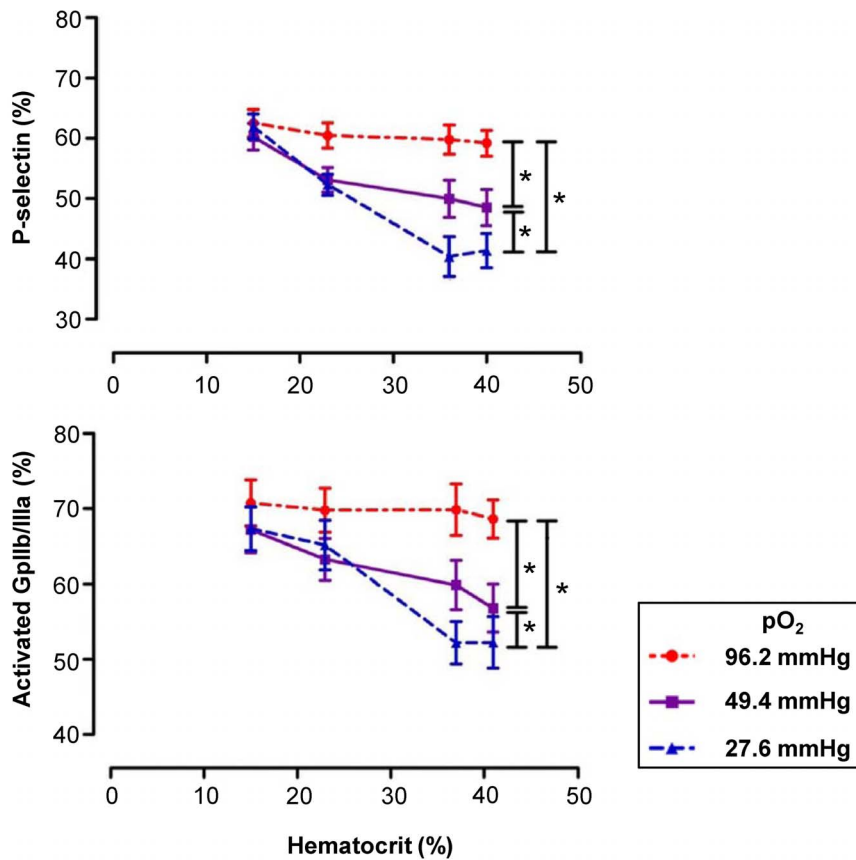 P-selectin (%)
80
70
60
50
40
30
*
*
*
0 10 20 30 40 50
Activated GpIIb/IIIa (%)
80
70
60
50
40
*
*
*
0 10 20 30 40 50
Hematocrit (%)
pO₂
96.2 mmHg
49.4 mmHg
27.6 mmHg